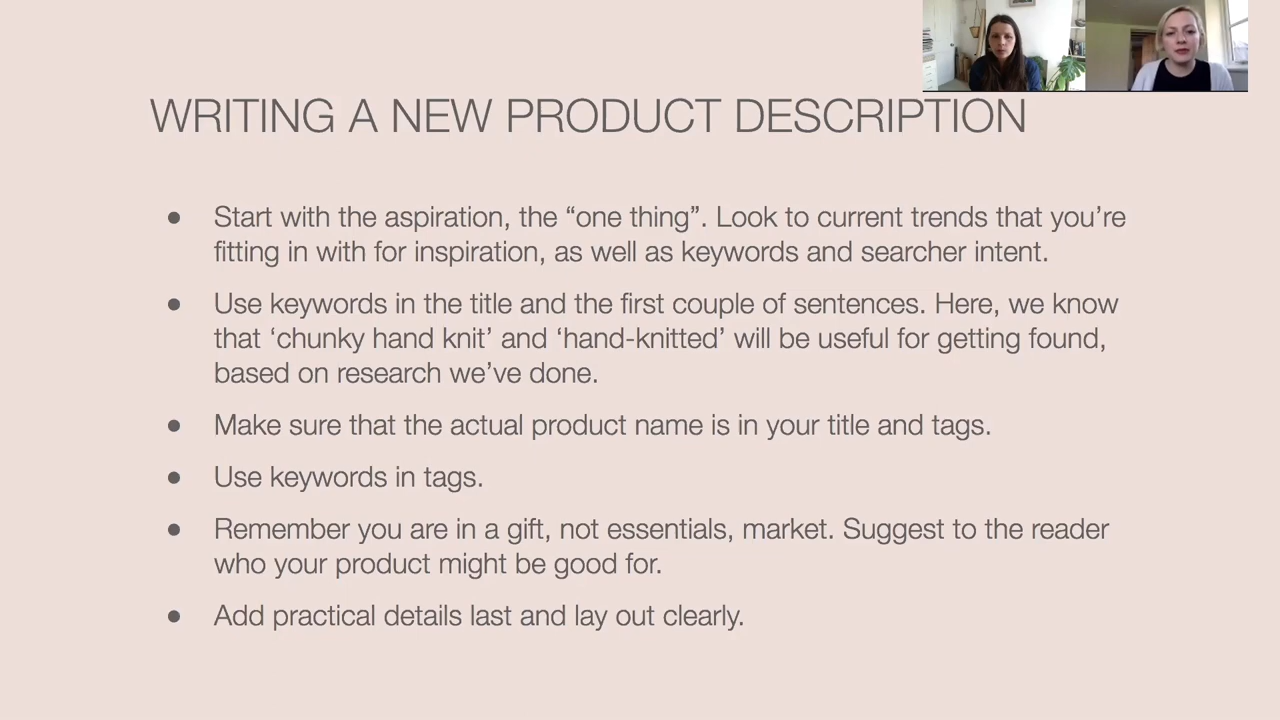 WRITING A NEW PRODUCT DESCRIPTION
● Start with the aspiration, the “one thing”. Look to current trends that you’re
fitting in with for inspiration, as well as keywords and searcher intent.
● Use keywords in the title and the first couple of sentences. Here, we know
that ‘chunky hand knit’ and ‘hand-knitted’ will be useful for getting found,
based on research we’ve done.
● Make sure that the actual product name is in your title and tags.
● Use keywords in tags.
● Remember you are in a gift, not essentials, market. Suggest to the reader
who your product might be good for.
● Add practical details last and lay out clearly.